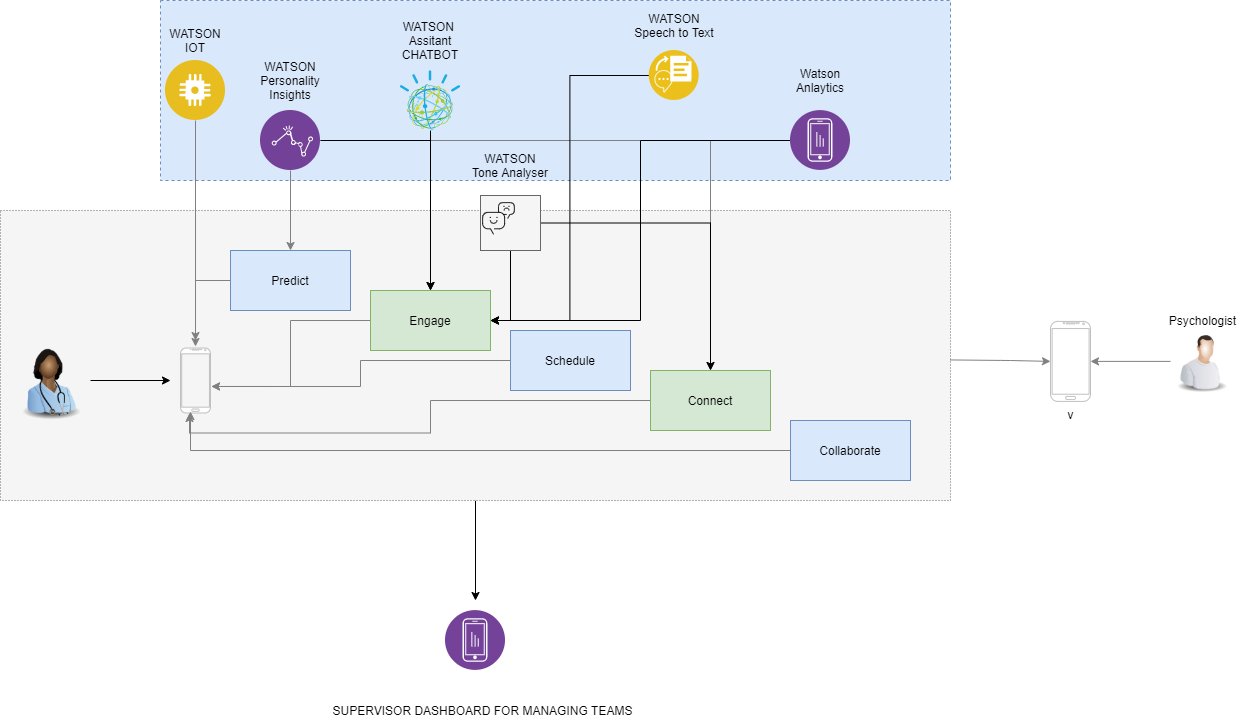 WATSON
IOT
WATSON
Personality
Insights
WATSON
Assitant
CHATBOT
WATSON
Speech to Text
Watson
Anlaytics
WATSON
Tone Analyser
Predict
Engage
Schedule
Connect
Collaborate
Psychologist
v
SUPERVISOR DASHBOARD FOR MANAGING TEAMS